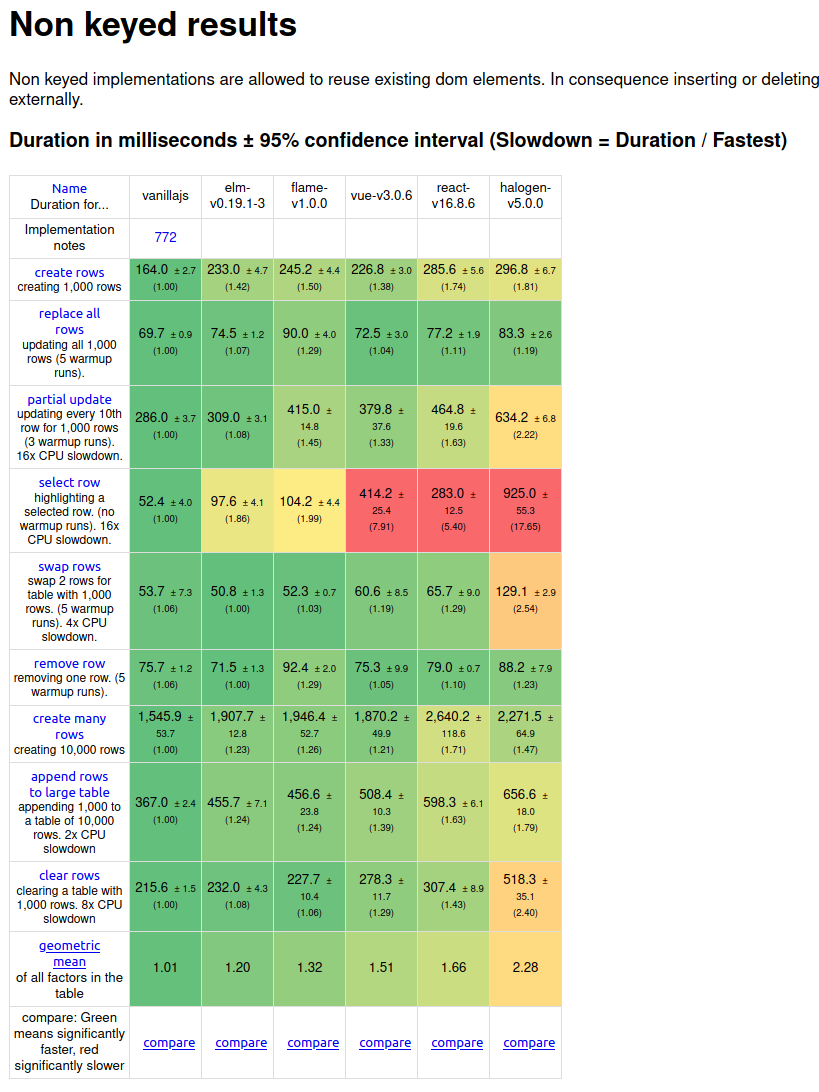 Non keyed results
Non keyed implementations are allowed to reuse existing dom elements. In consequence inserting or deleting
externally.
Duration in milliseconds ± 95% confidence interval (Slowdown = Duration / Fastest)
Name
Duration for...
vanillajs
elm-
v0.19.1-3
flame-
v1.0.0
vue-v3.0.6
react-
v16.8.6
halogen-
v5.0.0
Implementation
notes
772
create rows
creating 1,000 rows
164.0 ± 2.7
(1.00)
233.0 ± 4.7
(1.42)
245.2 ± 4.4
(1.50)
226.8 ± 3.0
(1.38)
285.6 ± 5.6
(1.74)
296.8 ± 6.7
(1.81)
replace all
rows
updating all 1,000
rows (5 warmup
runs).
69.7 ± 0.9
(1.00)
74.5 ± 1.2
(1.07)
90.0 ± 4.0
(1.29)
72.5 ± 3.0
(1.04)
77.2 ± 1.9
(1.11)
83.3 ± 2.6
(1.19)
partial update
updating every 10th
row for 1,000 rows
(3 warmup runs).
16x CPU slowdown.
286.0 ± 3.7
(1.00)
309.0 ± 3.1
(1.08)
415.0 ±
14.8
(1.45)
379.8 ±
37.6
(1.33)
464.8 ±
19.6
(1.63)
634.2 ± 6.8
(2.22)
select row
highlighting a
selected row. (no
warmup runs). 16x
CPU slowdown.
52.4 ± 4.0
(1.00)
97.6 ± 4.1
(1.86)
104.2 ± 4.4
(1.99)
414.2 ±
25.4
(7.91)
283.0 ±
12.5
(5.40)
925.0 ±
55.3
(17.65)
swap rows
swap 2 rows for
table with 1,000
rows. (5 warmup
runs). 4x CPU
slowdown.
53.7 ± 7.3
(1.06)
50.8 ± 1.3
(1.00)
52.3 ± 0.7
(1.03)
60.6 ± 8.5
(1.19)
65.7 ± 9.0
(1.29)
129.1 ± 2.9
(2.54)
remove row
removing one row. (5
warmup runs).
75.7 ± 1.2
(1.06)
71.5 ± 1.3
(1.00)
92.4 ± 2.0
(1.29)
75.3 ± 9.9
(1.05)
79.0 ± 0.7
(1.10)
88.2 ± 7.9
(1.23)
create many
rows
creating 10,000 rows
1,545.9 ±
53.7
(1.00)
1,907.7 ±
12.8
(1.23)
1,946.4 ±
52.7
(1.26)
1,870.2 ±
49.9
(1.21)
2,640.2 ±
118.6
(1.71)
2,271.5 ±
64.9
(1.47)
append rows
to large table
appending 1,000 to
a table of 10,000
rows. 2x CPU
slowdown
367.0 ± 2.4
(1.00)
455.7 ± 7.1
(1.24)
456.6 ±
23.8
(1.24)
508.4 ±
10.3
(1.39)
598.3 ± 6.1
(1.63)
656.6 ±
18.0
(1.79)
clear rows
clearing a table with
1,000 rows. 8x CPU
slowdown
215.6 ± 1.5
(1.00)
232.0 ± 4.3
(1.08)
227.7 ±
10.4
(1.06)
278.3 ±
11.7
(1.29)
307.4 ± 8.9
(1.43)
518.3 ±
35.1
(2.40)
geometric
mean
of all factors in the
table
1.01
1.20
1.32
1.51
1.66
2.28
compare: Green
means significantly
faster, red
significantly slower
compare
compare
compare
compare
compare
compare